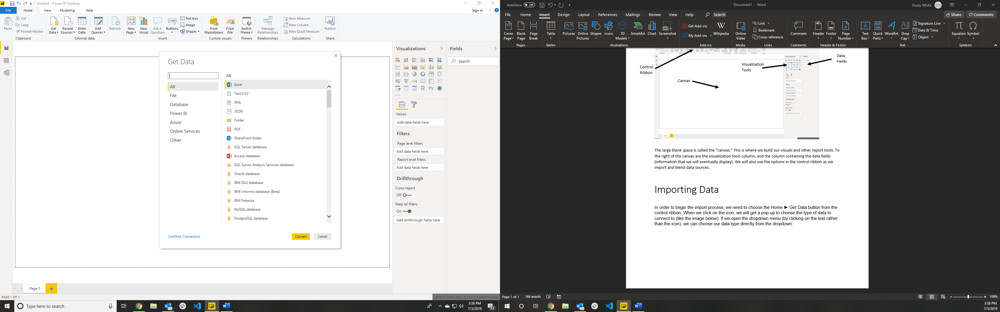 Untitled - Power BI Desktop
File Home View Modeling Help
Sign in
Paste
Cut
Copy
Format Painter
Clipboard
Get Data
Recent Sources
Enter Data
Edit Queries
Refresh
External data
New Page
New Visual
Ask A Question
Buttons
Text box
Image
Shapes
Insert
From Marketplace
From File
Custom visuals
Switch Theme
Themes
Manage Relationships
Relationships
New Measure
New Column
New Quick Measure
Calculations
Publish
Share
Get Data
All
File
Database
Power BI
Azure
Online Services
Other
All
Excel
Text/CSV
XML
JSON
Folder
PDF
SharePoint folder
SQL Server database
Access database
SQL Server Analysis Services database
Oracle database
IBM Db2 database
IBM Informix database (Beta)
IBM Netezza
MySQL database
PostgreSQL database
Certified Connectors
Connect
Cancel
Visualizations
R
Py
Values
Add data fields here
Filters
Page level filters
Add data fields here
Report level filters
Add data fields here
Drillthrough
Cross-report
Off
Keep all filters
On
Add drillthrough fields here
Fields
Search
Page 1
PAGE 1 OF 1
UPDATE AVAILABLE (CLICK TO DOWNLOAD)
Type here to search
3:38 PM
7/3/2019
22
AutoSave Off
Document1 - Word
Dusty White DW
File Home Insert Design Layout References Mailings Review View Help Search
Share
Comments
Cover Page
Blank Page
Page Break
Pages
Table
Tables
Pictures
Online Pictures
Shapes
Icons
3D Models
SmartArt
Chart
Screenshot
Illustrations
Get Add-ins
My Add-ins
Wikipedia
Add-ins
Online Video
Media
Link
Bookmark
Cross-reference
Links
Comment
Comments
Header
Footer
Page Number
Header & Footer
Text Box
Quick Parts
WordArt
Drop Cap
Signature Line
Date & Time
Object
Text
Equation
Symbol
Symbols
Control Ribbon
Canvas
Visualization Tools
Data Fields
The large blank space is called the “canvas.” This is where we build our visuals and other report tools. To
the right of the canvas are the visualization tools column, and the column containing the data fields
(information that we will eventually display). We will also use the options in the control ribbon as we
import and blend data sources.
Importing Data
In order to begin the import process, we need to choose the Home ► Get Data button from the
control ribbon. When we click on the icon, we will get a pop-up to choose the type of data to
connect to (like the image below). If we open the dropdown menu (by clicking on the text rather
than the icon), we can choose our data type directly from the dropdown.
Page 1 of 1
166 words
100%
3:38 PM
7/3/2019